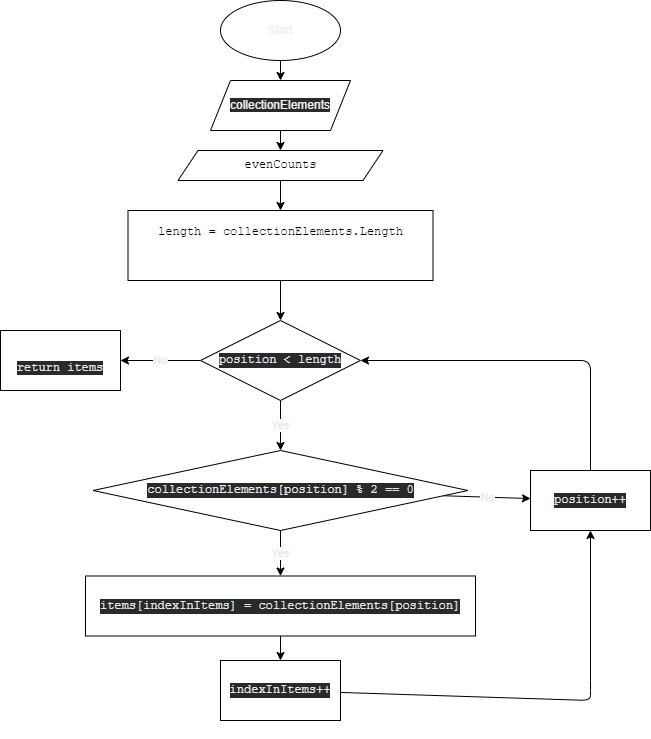 Start
collectionElements
evenCounts
length = collectionElements.Length
position < length
No
return items
Yes
collectionElements[position] % 2 == 0
No
position++
Yes
items[indexInItems] = collectionElements[position]
indexInItems++